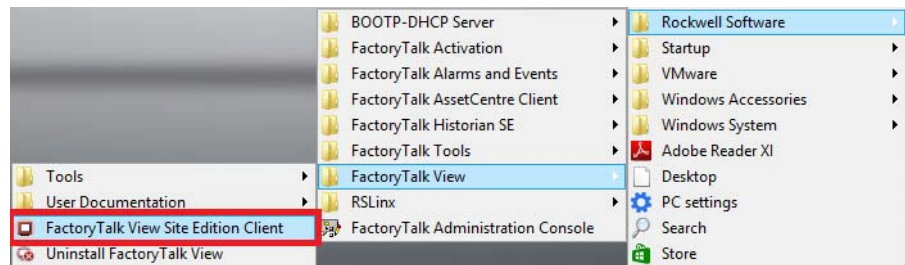 BOOTP-DHCP Server
FactoryTalk Activation
FactoryTalk Alarms and Events
FactoryTalk AssetCentre Client
FactoryTalk Historian SE
FactoryTalk Tools
FactoryTalk View
RSLinx
FactoryTalk Administration Console
Rockwell Software
Startup
VMware
Windows Accessories
Windows System
Adobe Reader XI
Desktop
PC settings
Search
Store
Tools
User Documentation
FactoryTalk View Site Edition Client
Uninstall FactoryTalk View